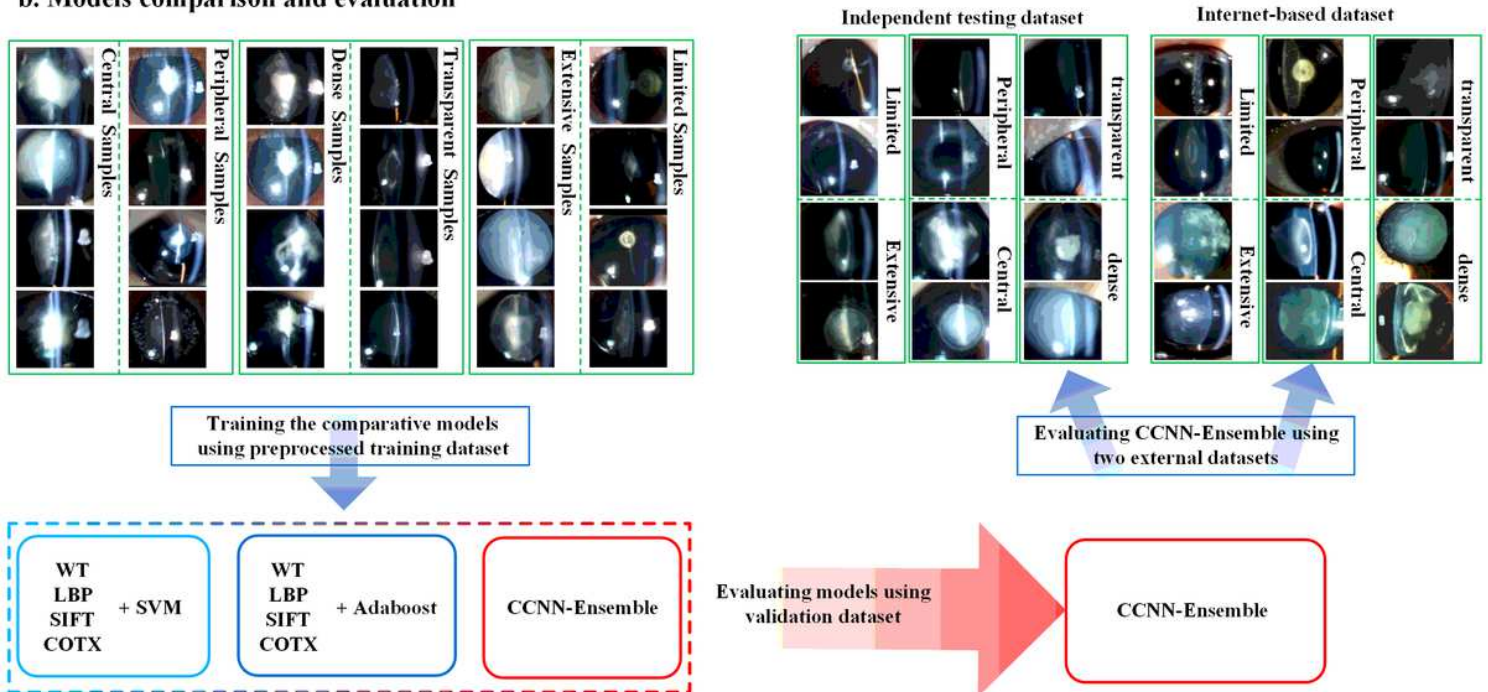 b. Models comparison and evaluation
Central Samples
Peripheral Samples
Dense Samples
Transparent Samples
Extensive Samples
Limited Samples
Independent testing dataset
Internet-based dataset
Limited
Extensive
Peripheral
Central
transparent
dense
Limited
Extensive
Peripheral
Central
transparent
dense
Training the comparative models
using preprocessed training dataset
Evaluating CCNN-Ensemble using
two external datasets
WT
LBP
SIFT
COTX
+ SVM
WT
LBP
SIFT
COTX
+ Adaboost
CCNN-Ensemble
Evaluating models using
validation dataset
CCNN-Ensemble